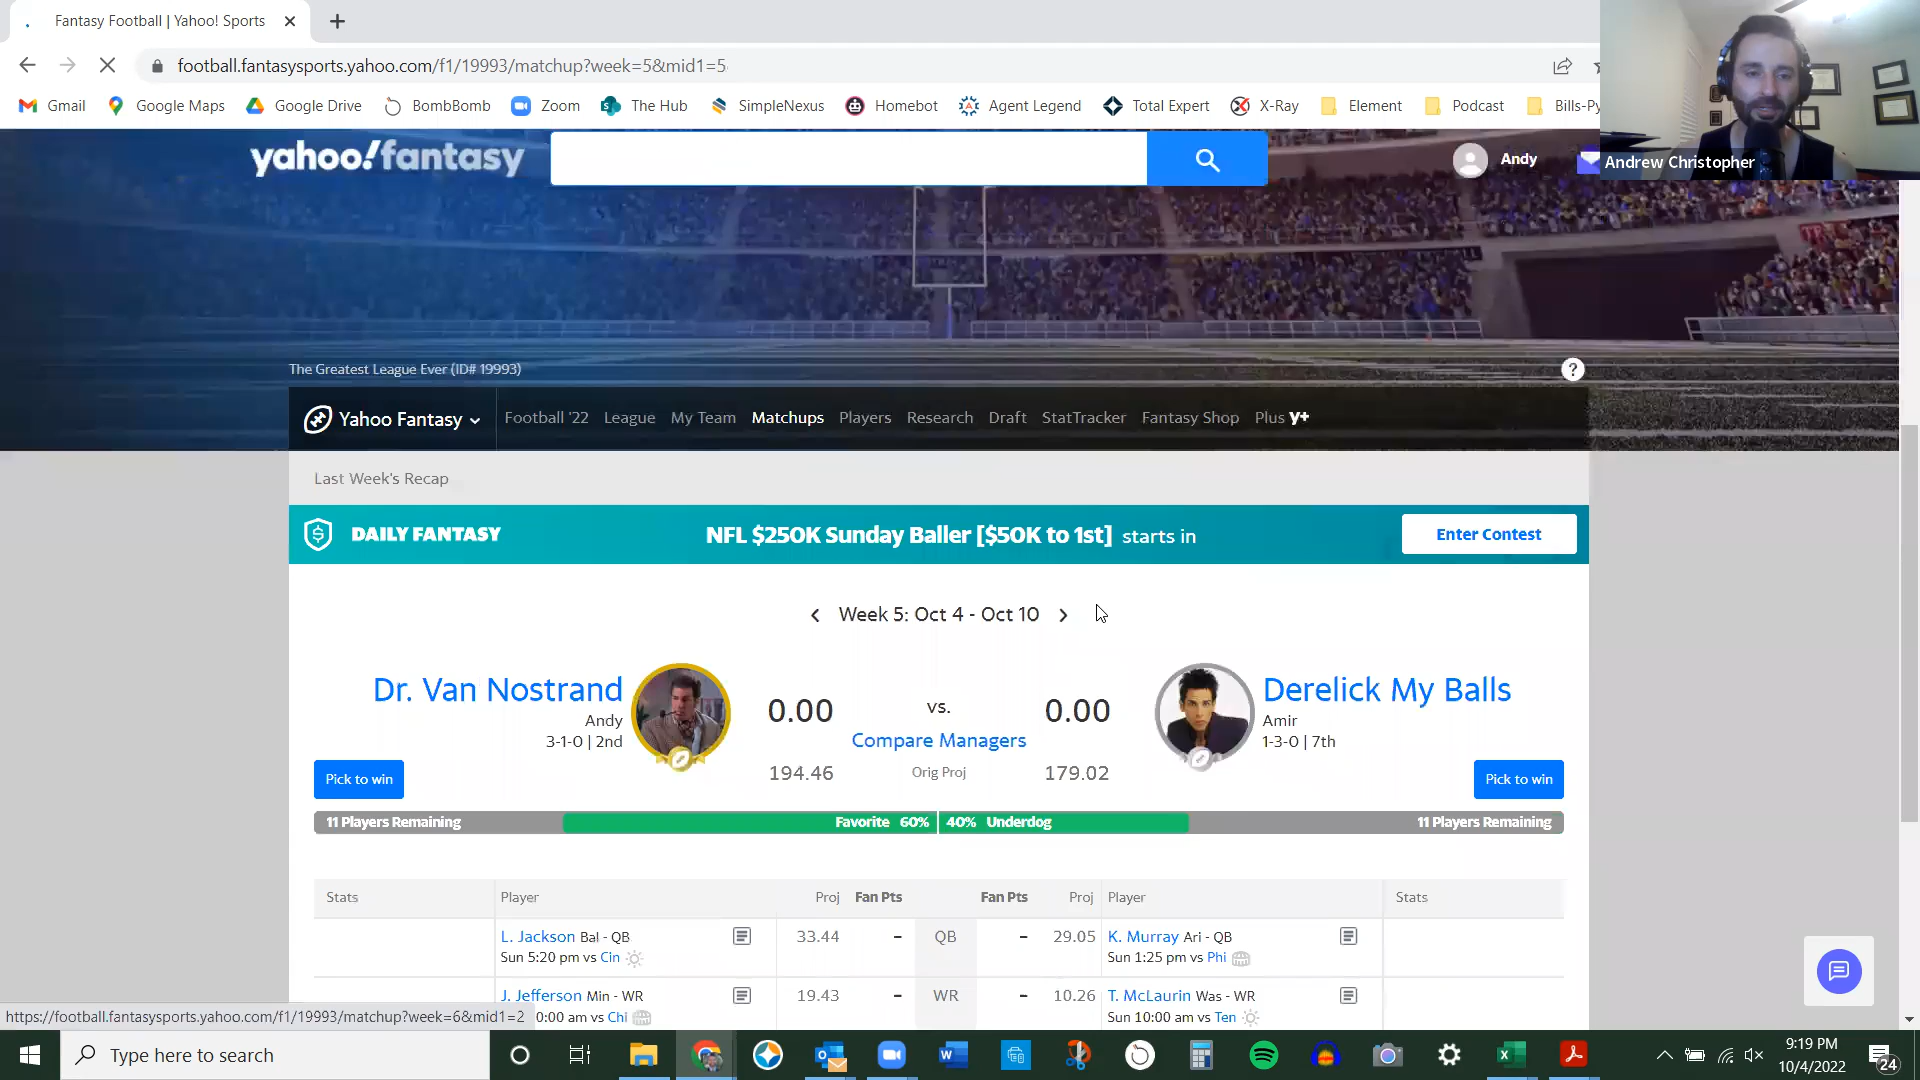 Fantasy Football | Yahoo! Sports
football.fantasysports.yahoo.com/f1/19993/matchup?week=5&mid1=5
Gmail Google Maps Google Drive BombBomb Zoom The Hub SimpleNexus Homebot Agent Legend Total Expert X-Ray Element Podcast Bills-Py
yahoo!fantasy
Andy
Andrew Christopher
The Greatest League Ever (ID# 19993)
?
Yahoo Fantasy Football '22 League My Team Matchups Players Research Draft StatTracker Fantasy Shop Plus y+
Last Week's Recap
DAILY FANTASY NFL $250K Sunday Baller [$50K to 1st] starts in Enter Contest
Week 5: Oct 4 - Oct 10
Dr. Van Nostrand 0.00 vs. 0.00 Derelick My Balls
Andy Amir
3-1-0 | 2nd Compare Managers 1-3-0 | 7th
194.46 Orig Proj 179.02
Pick to win Pick to win
11 Players Remaining Favorite 60% 40% Underdog 11 Players Remaining
Stats Player Proj Fan Pts Fan Pts Proj Player Stats
L. Jackson Bal - QB 33.44 – QB – 29.05 K. Murray Ari - QB
Sun 5:20 pm vs Cin Sun 1:25 pm vs Phi
J. Jefferson Min - WR 19.43 – WR – 10.26 T. McLaurin Was - WR
0:00 am vs Chi Sun 10:00 am vs Ten
https://football.fantasysports.yahoo.com/f1/19993/matchup?week=6&mid1=2
Type here to search
9:19 PM
10/4/2022
24